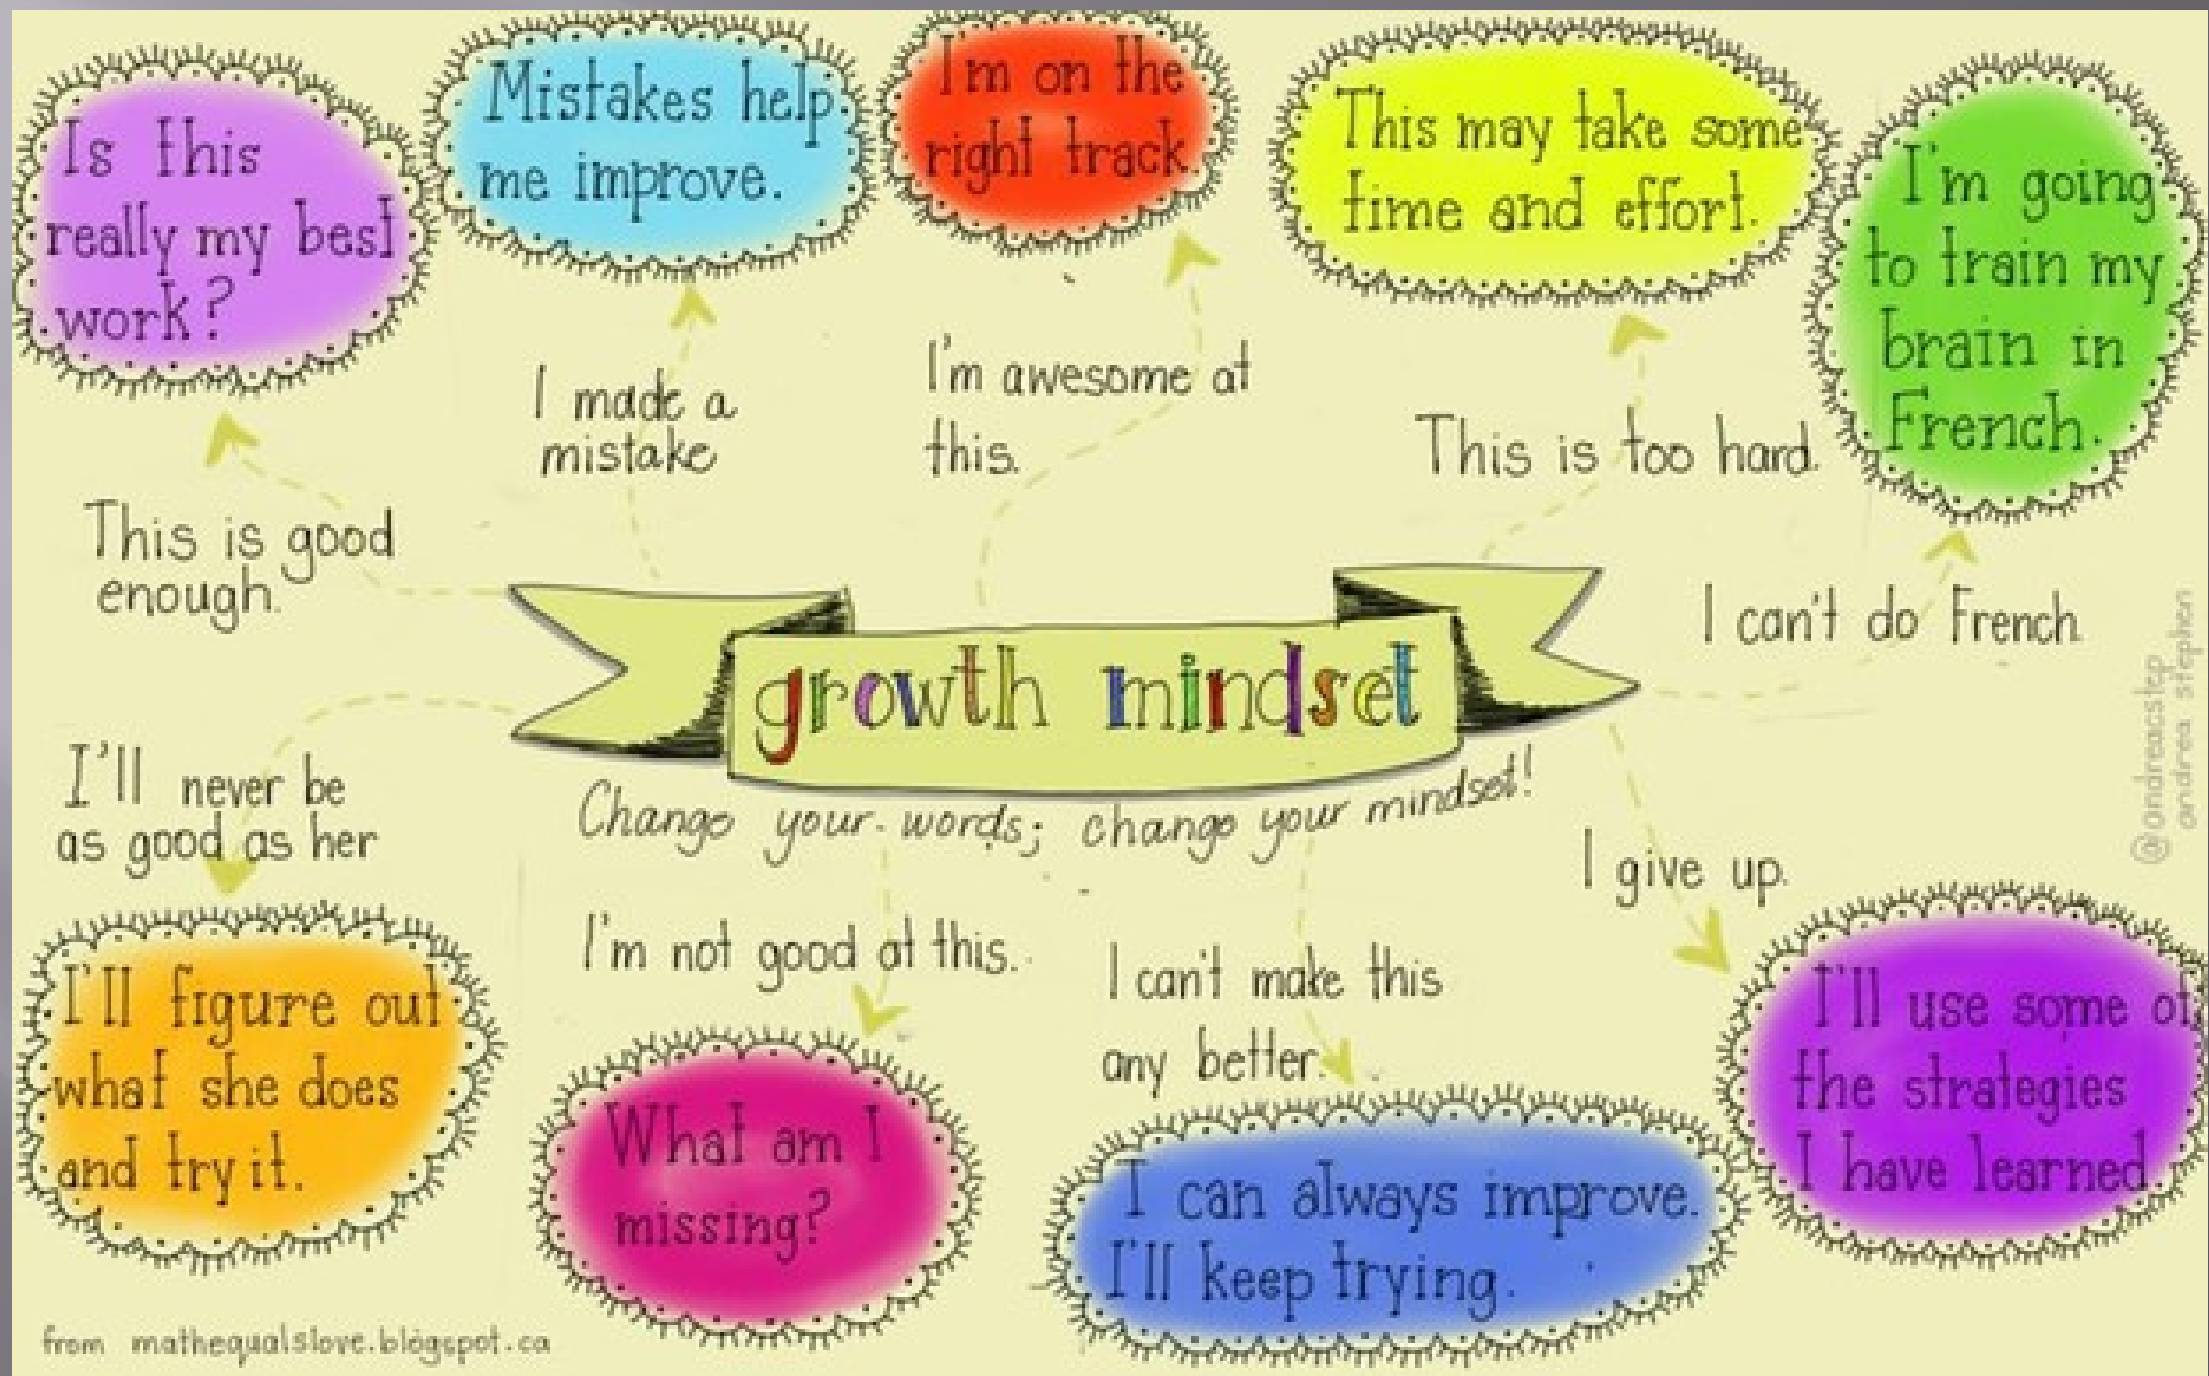 Is this
really my best
work?
Mistakes help
me improve.
I'm on the
right track.
This may take some
time and effort.
I'm going
to train my
brain in
French.
This is good
enough.
I made a
mistake
I'm awesome at
this.
This is too hard.
I can't do French
growth mindset
Change your words; change your mindset!
I'll never be
as good as her
I'm not good at this.
I can't make this
any better.
I give up.
I'll figure out
what she does
and try it.
What am I
missing?
I can always improve.
I'll keep trying.
I'll use some of
the strategies
I have learned.
@andreacstep
andrea stephan
from mathequalslove.blogspot.ca